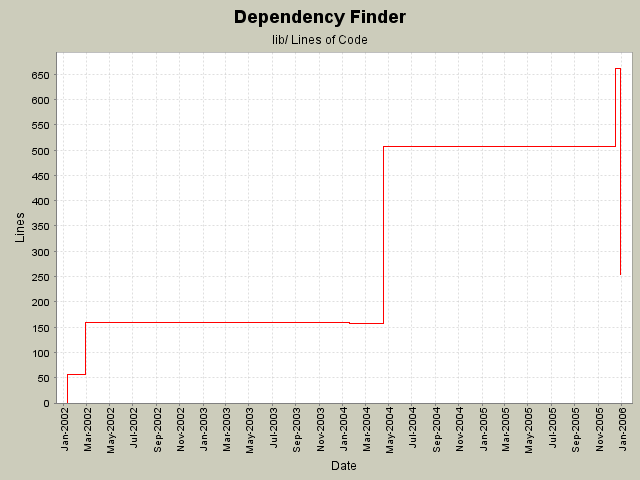 Dependency Finder
lib/ Lines of Code
650
600
550
500
450
400
350
300
250
200
150
100
50
0
Lines
Jan-2002
Mar-2002
May-2002
Jul-2002
Sep-2002
Nov-2002
Jan-2003
Mar-2003
May-2003
Jul-2003
Sep-2003
Nov-2003
Jan-2004
Mar-2004
May-2004
Jul-2004
Sep-2004
Nov-2004
Jan-2005
Mar-2005
May-2005
Jul-2005
Sep-2005
Nov-2005
Jan-2006
Date